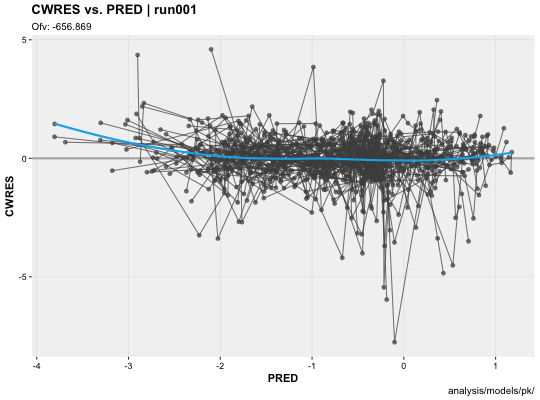 CWRES vs. PRED | run001
Ofv: -656.869
5
0
-5
CWRES
-4
-3
-2
-1
0
1
PRED
analysis/models/pk/